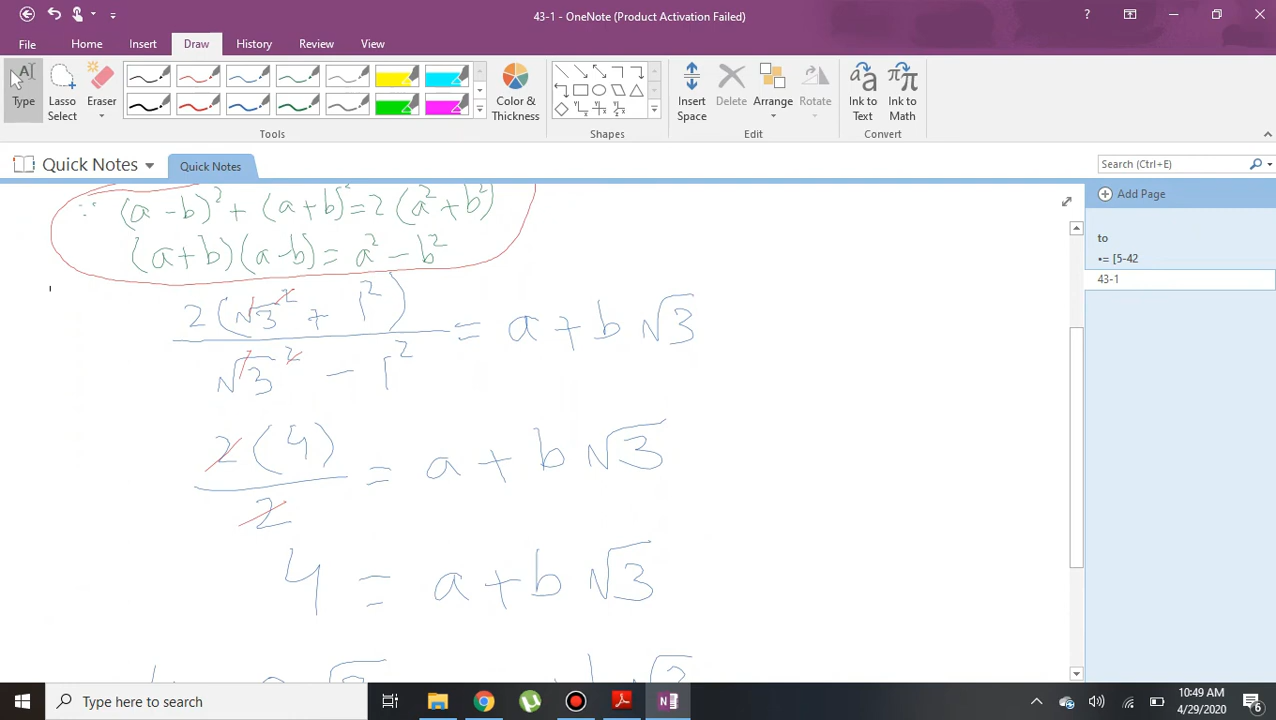 43-1 - OneNote (Product Activation Failed)
?
File Home Insert Draw History Review View
Type
Lasso Select
Eraser
Color & Thickness
Insert Space
Delete
Arrange
Rotate
Ink to Text
Ink to Math
Tools
Shapes
Edit
Convert
Quick Notes
Quick Notes
Search (Ctrl+E)
Add Page
to
•= [5-42
43-1
∵ (a-b)² + (a+b)² = 2(a² + b²)
(a+b)(a-b) = a² - b²
2(√3² + 1²)
= a + b√3
√3² - 1²
2(4)
= a + b√3
2
4 = a + b√3
Type here to search
10:49 AM
4/29/2020
6